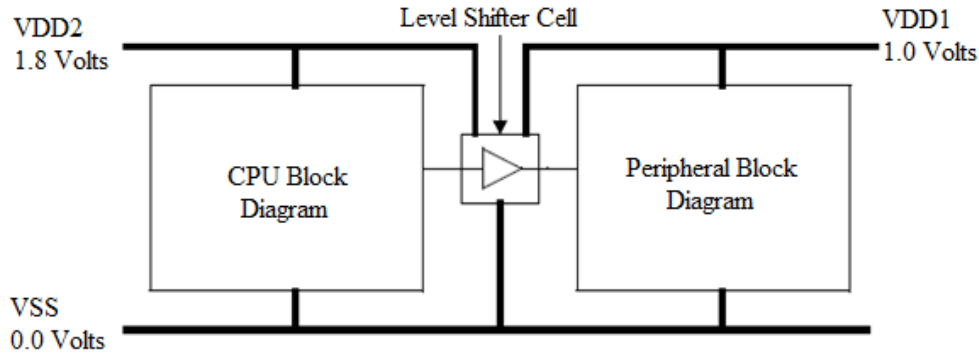 Level Shifter Cell
VDD2
1.8 Volts
VDD1
1.0 Volts
CPU Block
Diagram
Peripheral Block
Diagram
VSS
0.0 Volts